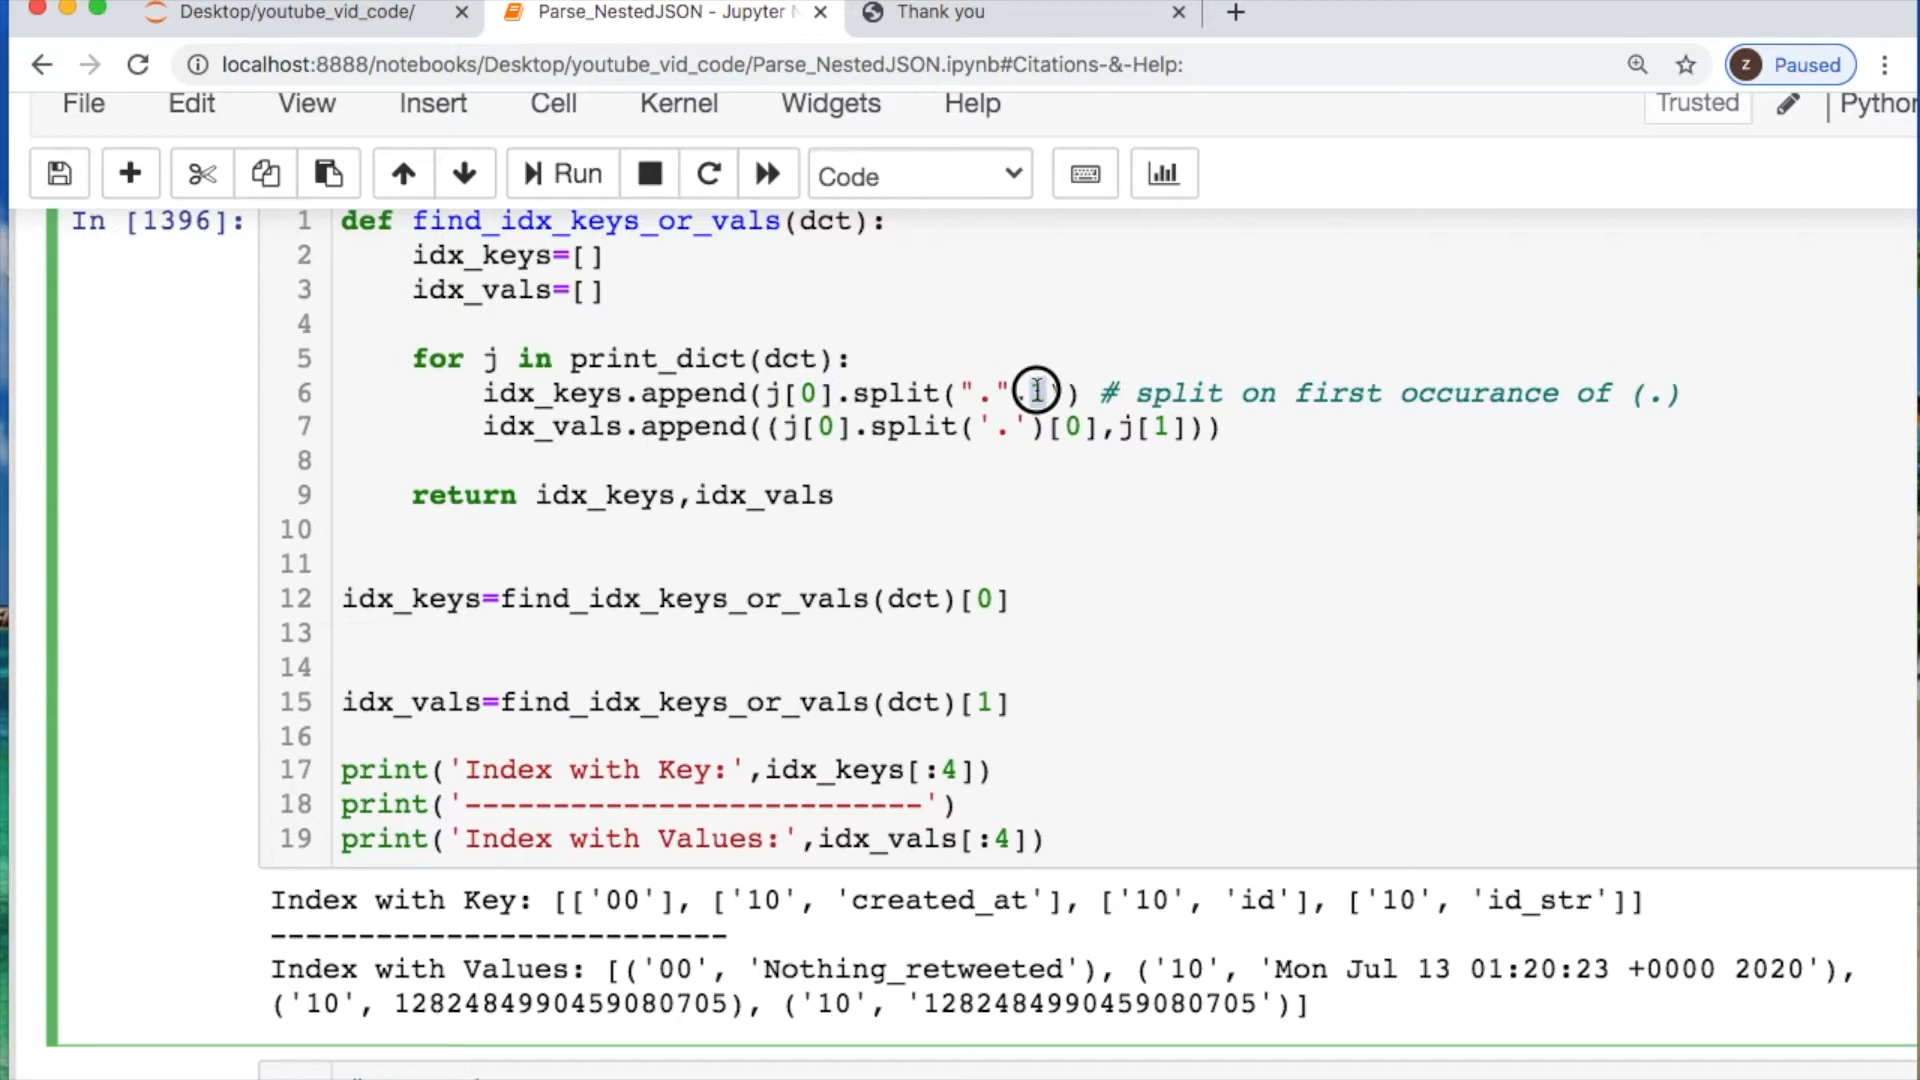 Desktop/youtube_vid_code/
Parse_NestedJSON - Jupyter
Thank you
localhost:8888/notebooks/Desktop/youtube_vid_code/Parse_NestedJSON.ipynb#Citations-&-Help:
z
Paused
File Edit View Insert Cell Kernel Widgets Help
Trusted
Run
Code
In [1396]:
1 def find_idx_keys_or_vals(dct):
2 idx_keys=[]
3 idx_vals=[]
4
5 for j in print_dict(dct):
6 idx_keys.append(j[0].split(".",1)) # split on first occurance of (.)
7 idx_vals.append((j[0].split('.')[0],j[1]))
8
9 return idx_keys,idx_vals
10
11
12 idx_keys=find_idx_keys_or_vals(dct)[0]
13
14
15 idx_vals=find_idx_keys_or_vals(dct)[1]
16
17 print('Index with Key:',idx_keys[:4])
18 print('--------------------------')
19 print('Index with Values:',idx_vals[:4])
Index with Key: [['00'], ['10', 'created_at'], ['10', 'id'], ['10', 'id_str']]
--------------------------
Index with Values: [('00', 'Nothing_retweeted'), ('10', 'Mon Jul 13 01:20:23 +0000 2020'),
('10', 1282484990459080705), ('10', '1282484990459080705')]